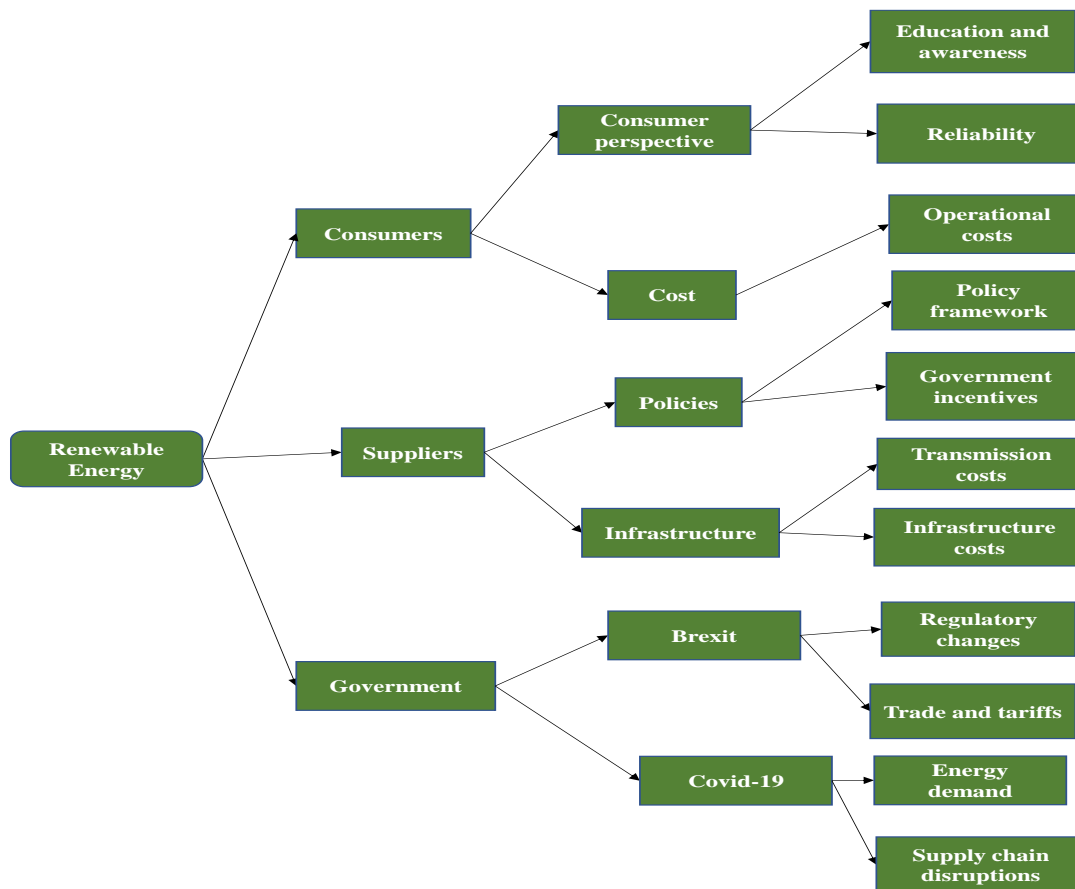 Education and
awareness
Consumer
perspective
Reliability
Consumers
Operational
costs
Cost
Policy
framework
Policies
Government
incentives
Renewable
Energy
Suppliers
Transmission
costs
Infrastructure
Infrastructure
costs
Brexit
Regulatory
changes
Government
Trade and tariffs
Covid-19
Energy
demand
Supply chain
disruptions